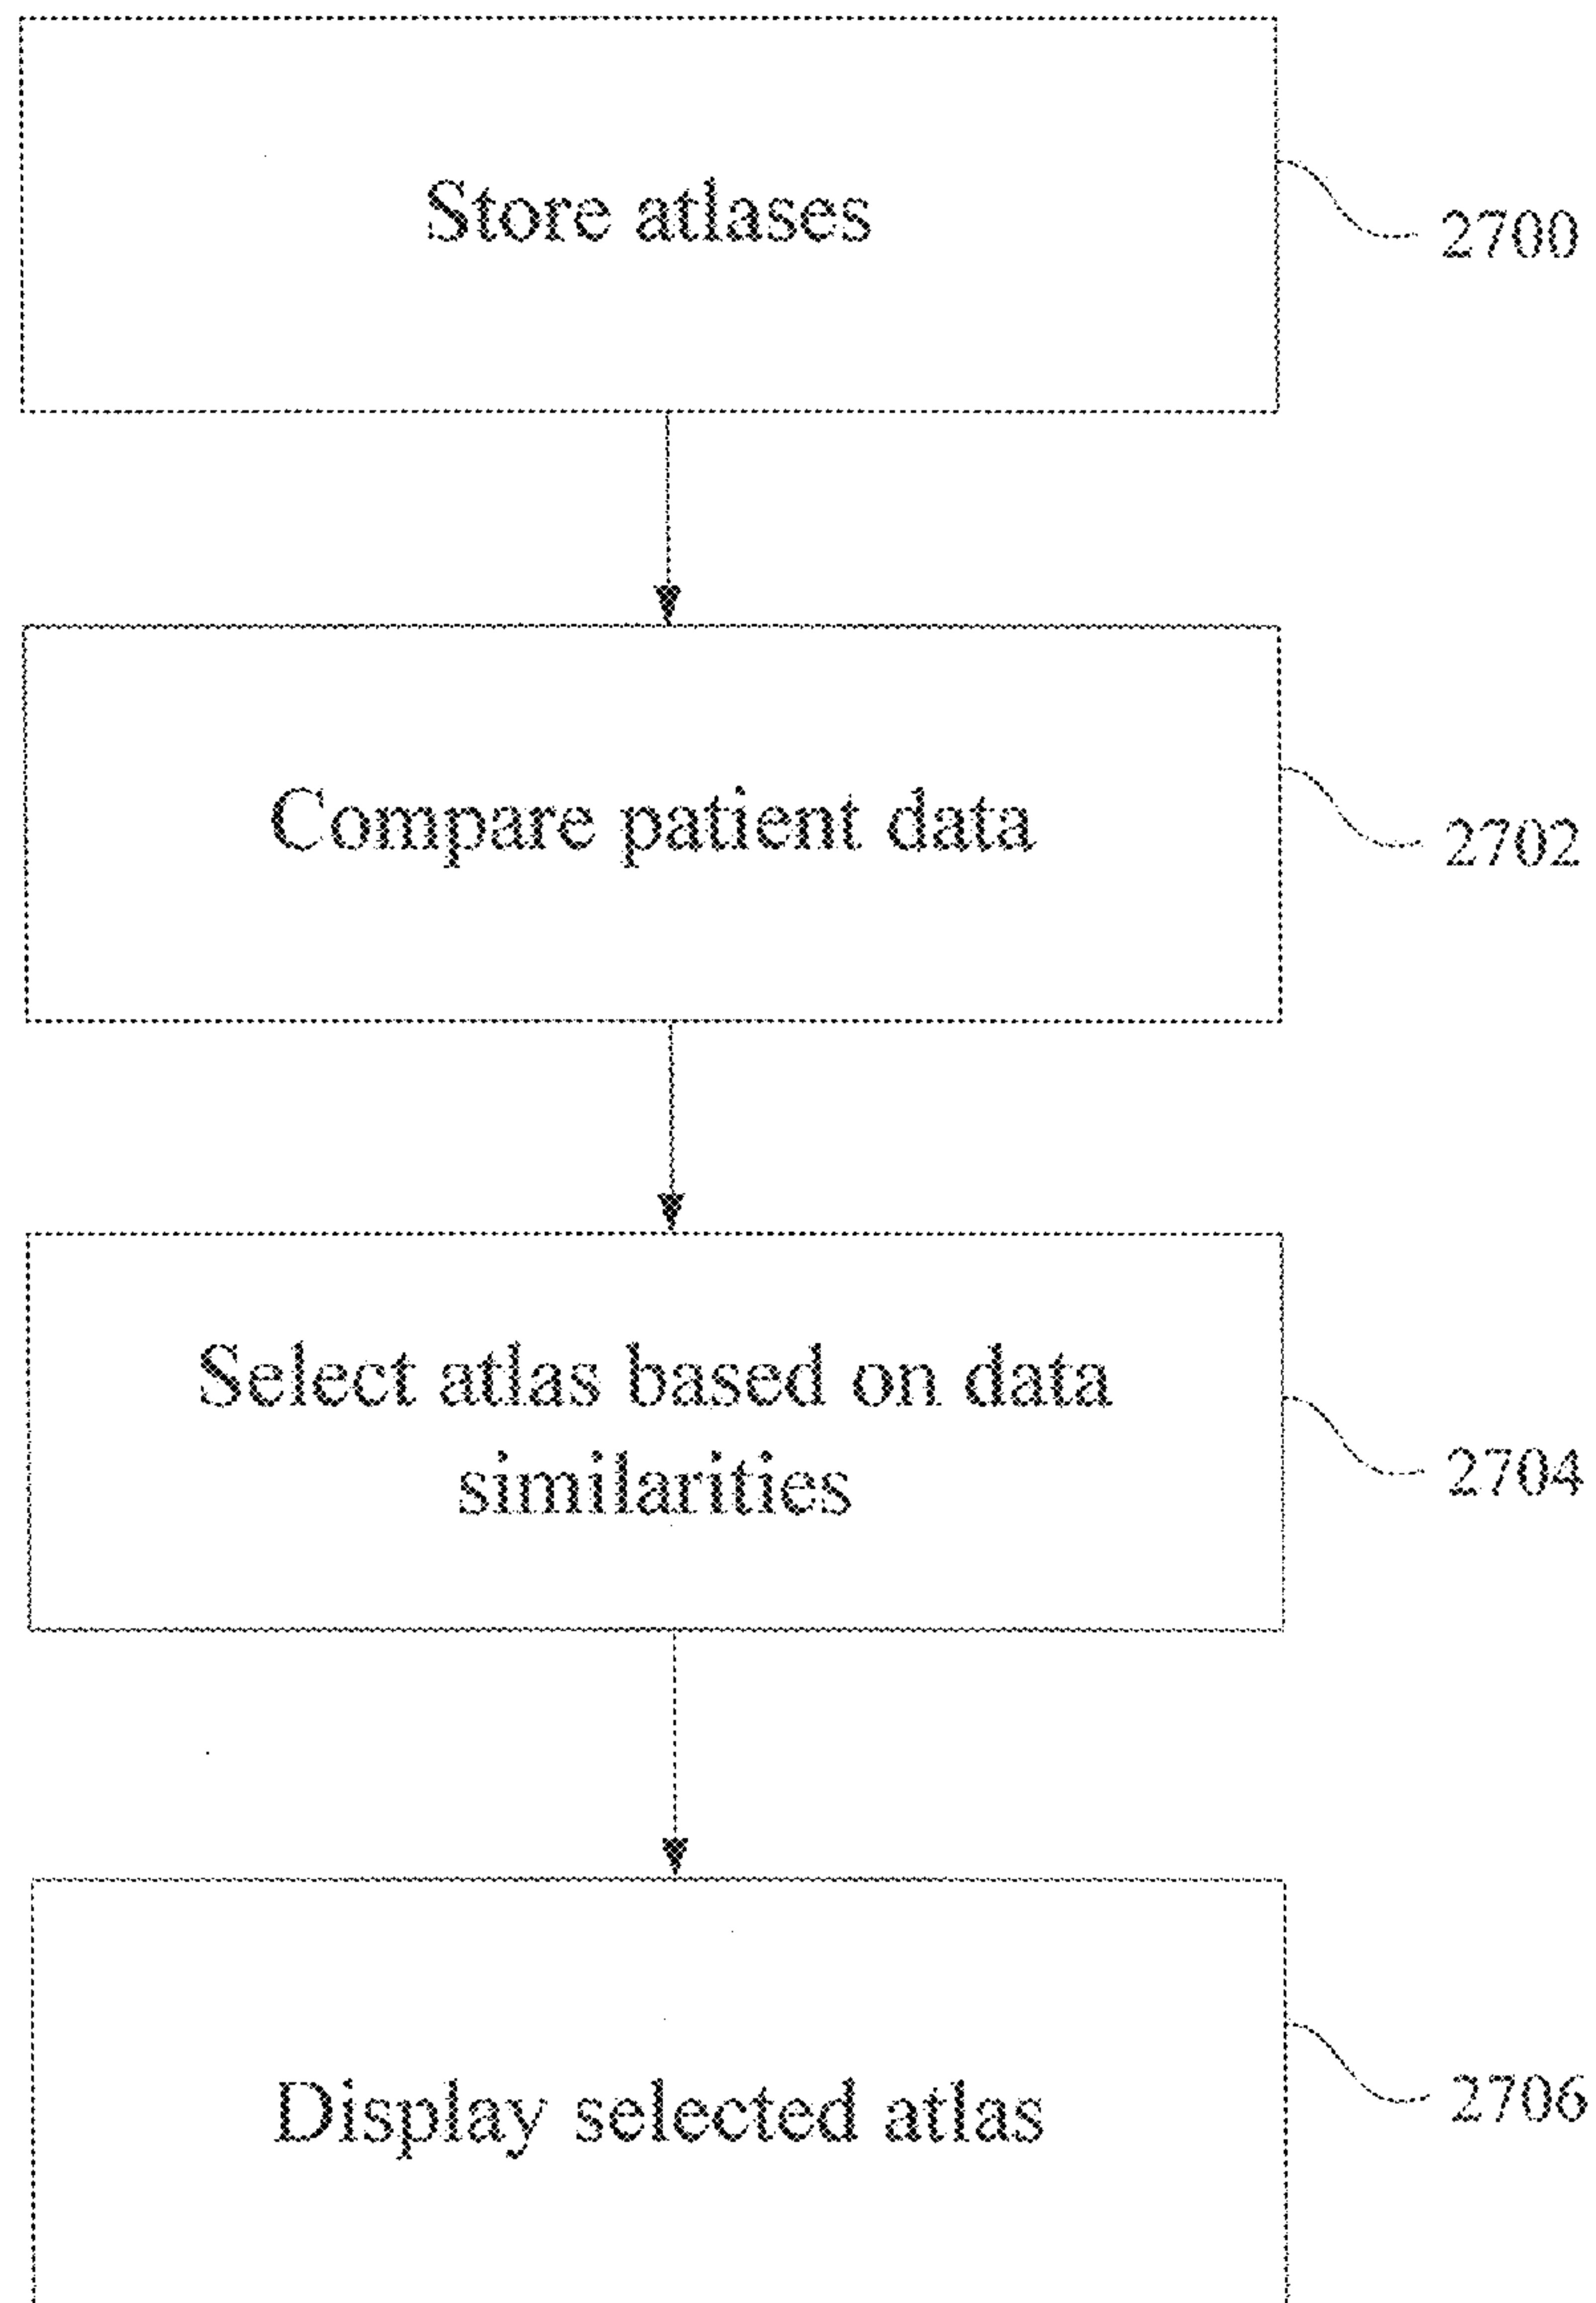 Store atlases
2700
Compare patient data
2702
Select atlas based on data
similarities
2704
Display selected atlas
2706